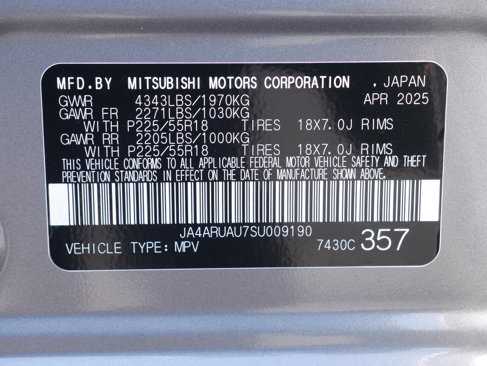 MFD.BY MITSUBISHI MOTORS CORPORATION , JAPAN
GVWR 4343LBS/1970KG APR 2025
GAWR FR 2271LBS/1030KG
WITH P225/55R18 TIRES 18X7.0J RIMS
GAWR RR 2205LBS/1000KG
WITH P225/55R18 TIRES 18X7.0J RIMS
THIS VEHICLE CONFORMS TO ALL APPLICABLE FEDERAL MOTOR VEHICLE SAFETY AND THEFT
PREVENTION STANDARDS IN EFFECT ON THE DATE OF MANUFACTURE SHOWN ABOVE.
JA4ARUAU7SU009190
VEHICLE TYPE: MPV 7430C 357